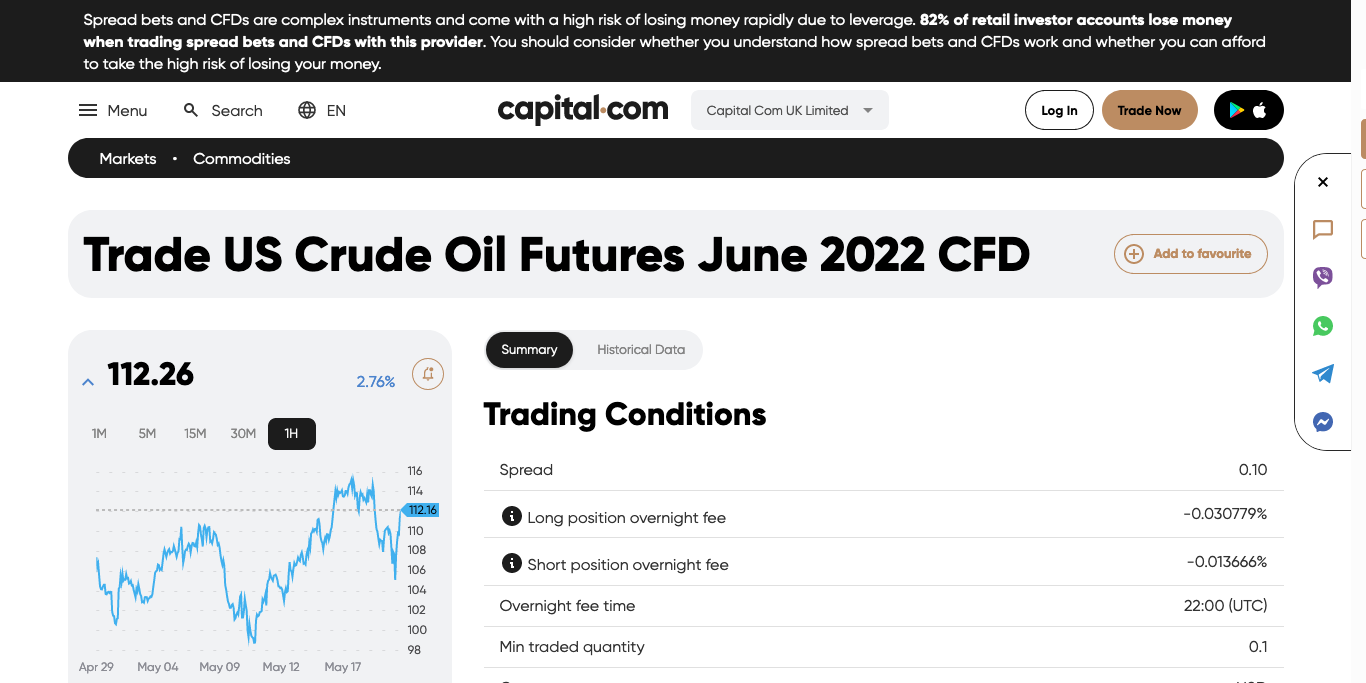 Spread bets and CFDs are complex instruments and come with a high risk of losing money rapidly due to leverage. 82% of retail investor accounts lose money
when trading spread bets and CFDs with this provider. You should consider whether you understand how spread bets and CFDs work and whether you can afford
to take the high risk of losing your money.
Menu
Search
EN
capital.com
Capital Com UK Limited
Log In
Trade Now
Markets • Commodities
Trade US Crude Oil Futures June 2022 CFD
Add to favourite
112.26
2.76%
1M 5M 15M 30M 1H
116
114
112.16
110
108
106
104
102
100
98
Apr 29 May 04 May 09 May 12 May 17
Summary
Historical Data
Trading Conditions
Spread 0.10
Long position overnight fee -0.030779%
Short position overnight fee -0.013666%
Overnight fee time 22:00 (UTC)
Min traded quantity 0.1